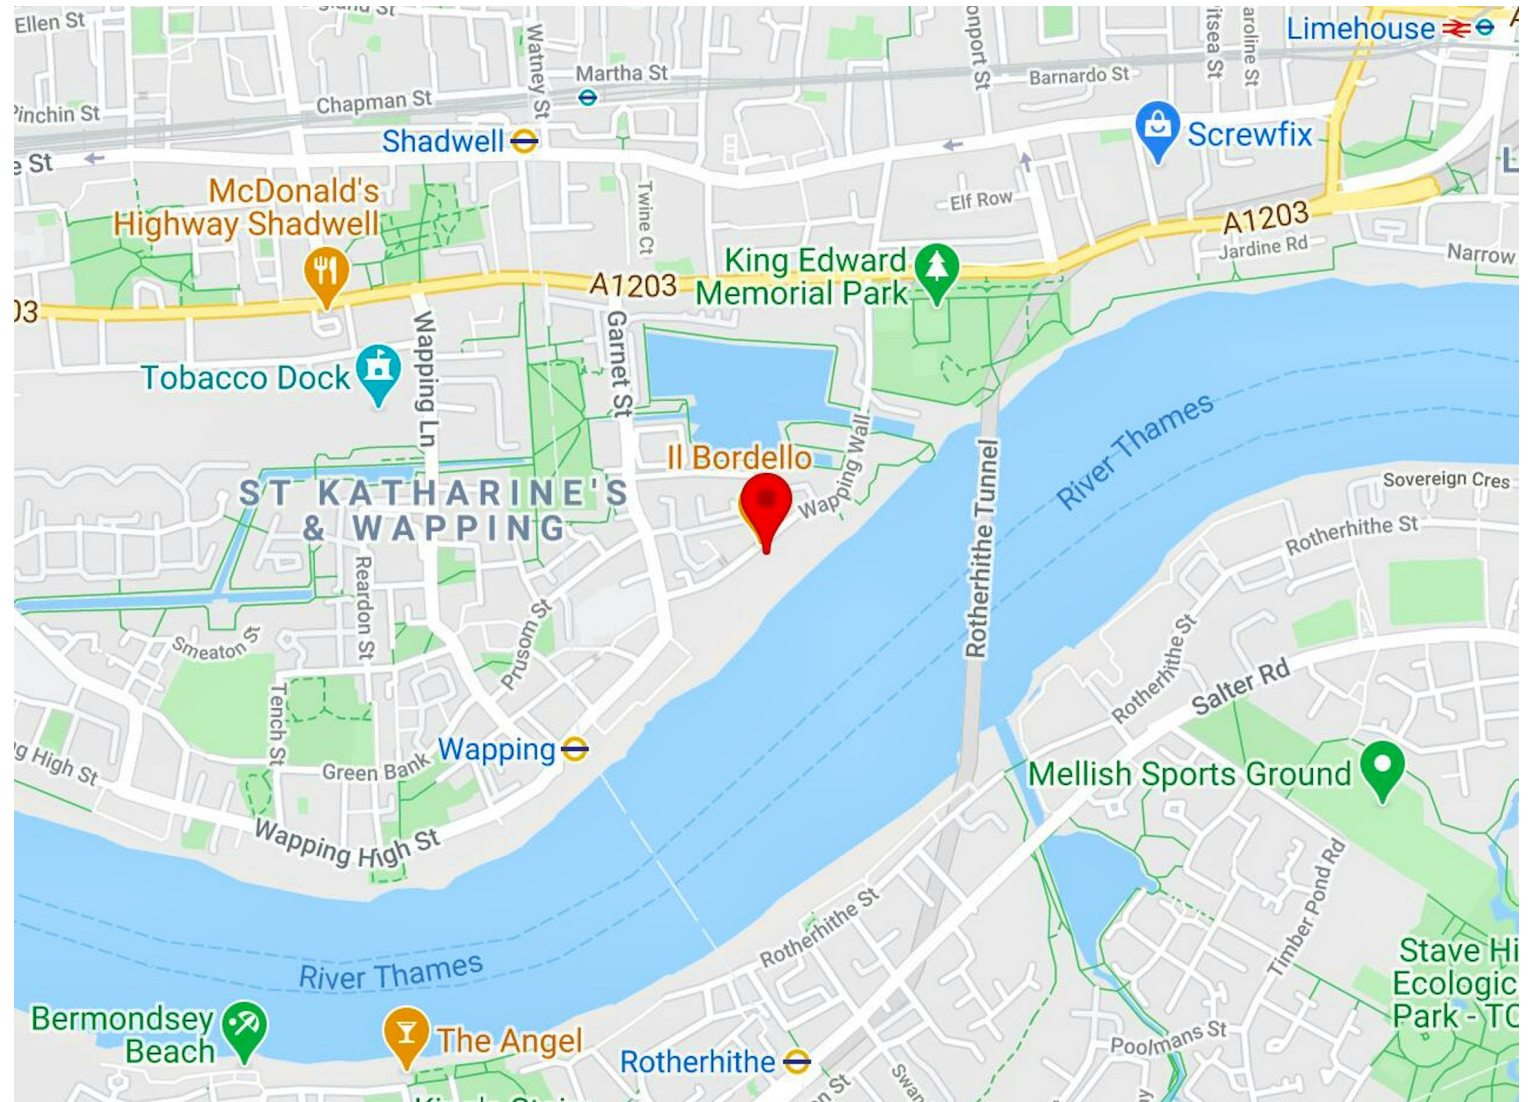 Ellen St
Watney St
Martha St
Barnardo St
Limehouse
Pinchin St
Chapman St
Shadwell
Screwfix
McDonald's
Highway Shadwell
Twine Ct
Elf Row
A1203
Jardine Rd
Narrow
King Edward
Memorial Park
A1203
Tobacco Dock
Wapping Ln
Garnet St
River Thames
Il Bordello
Wapping Wall
Rotherhithe Tunnel
ST KATHARINE'S
& WAPPING
Sovereign Cres
Rotherhithe St
Reardon St
Prusom St
Smeaton St
Tench St
Rotherhithe St
Salter Rd
Wapping
Green Bank
Mellish Sports Ground
g High St
Wapping High St
Timber Pond Rd
Rotherhithe St
River Thames
Stave Hi
Ecologic
Park - TC
Bermondsey
Beach
The Angel
Rotherhithe
Poolmans St